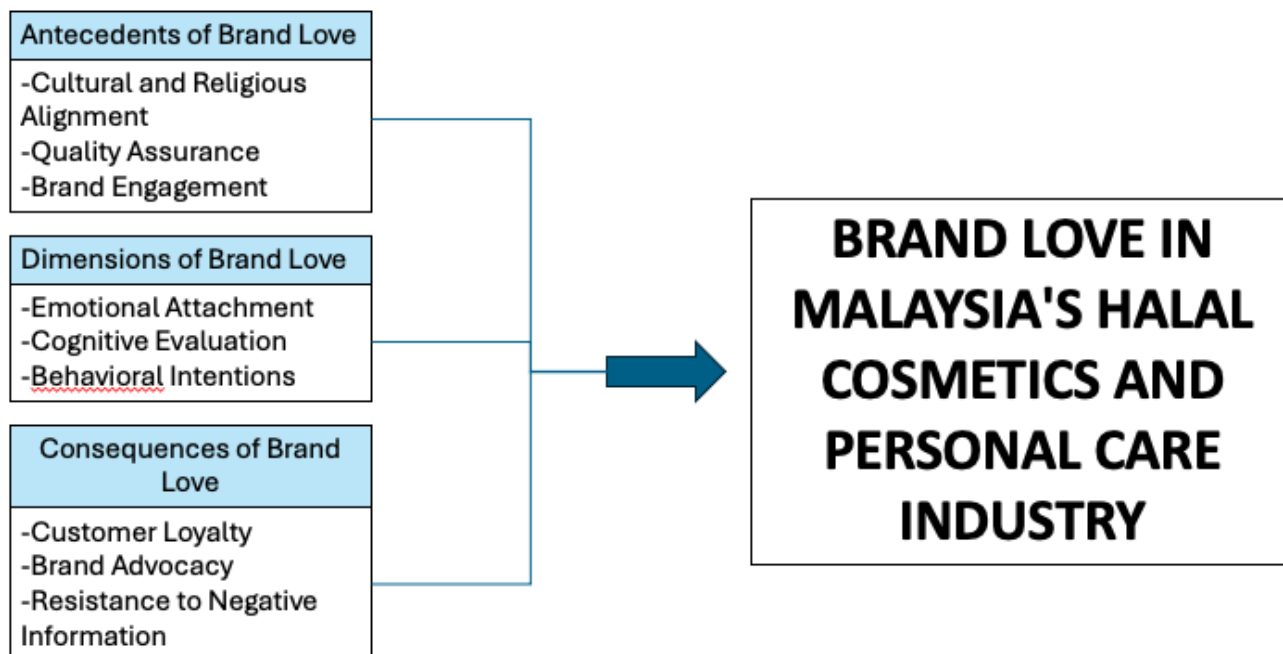 Antecedents of Brand Love
-Cultural and Religious
Alignment
-Quality Assurance
-Brand Engagement
Dimensions of Brand Love
-Emotional Attachment
-Cognitive Evaluation
-Behavioral Intentions
Consequences of Brand
Love
-Customer Loyalty
-Brand Advocacy
-Resistance to Negative
Information
BRAND LOVE IN
MALAYSIA'S HALAL
COSMETICS AND
PERSONAL CARE
INDUSTRY